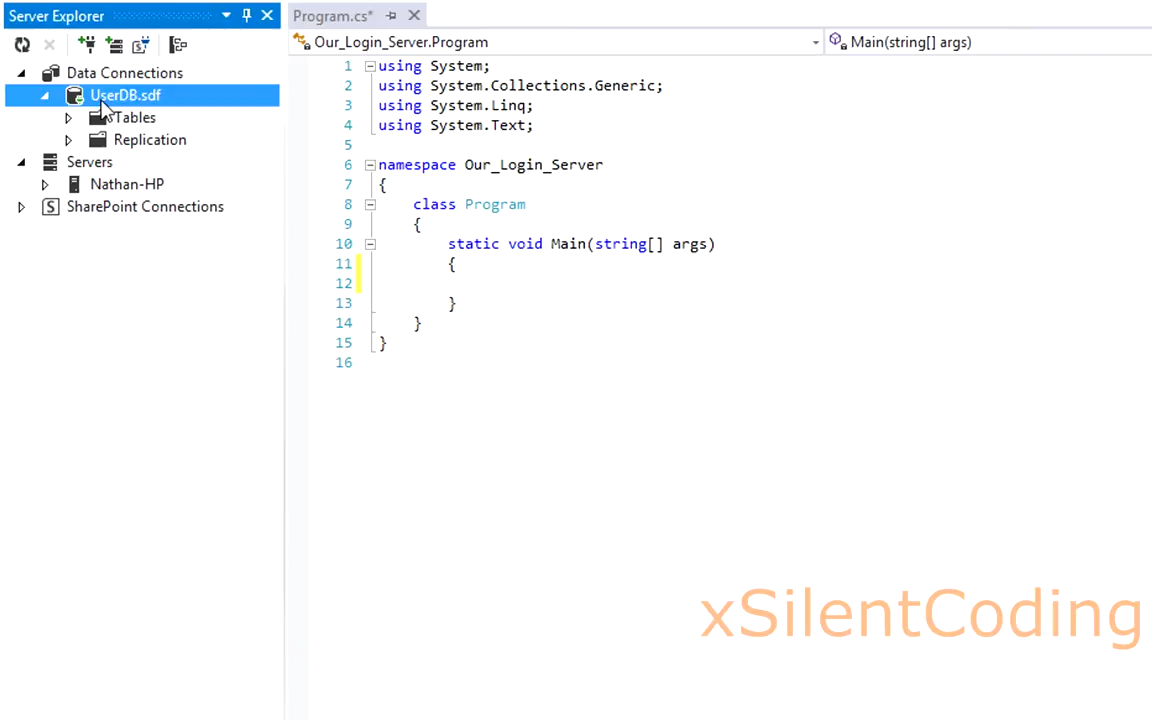 Server Explorer
Data Connections
UserDB.sdf
Tables
Replication
Servers
Nathan-HP
SharePoint Connections
Program.cs*
Our_Login_Server.Program
Main(string[] args)
1 using System;
2 using System.Collections.Generic;
3 using System.Linq;
4 using System.Text;
5
6 namespace Our_Login_Server
7 {
8 class Program
9 {
10 static void Main(string[] args)
11 {
12
13 }
14 }
15 }
16
xSilentCoding